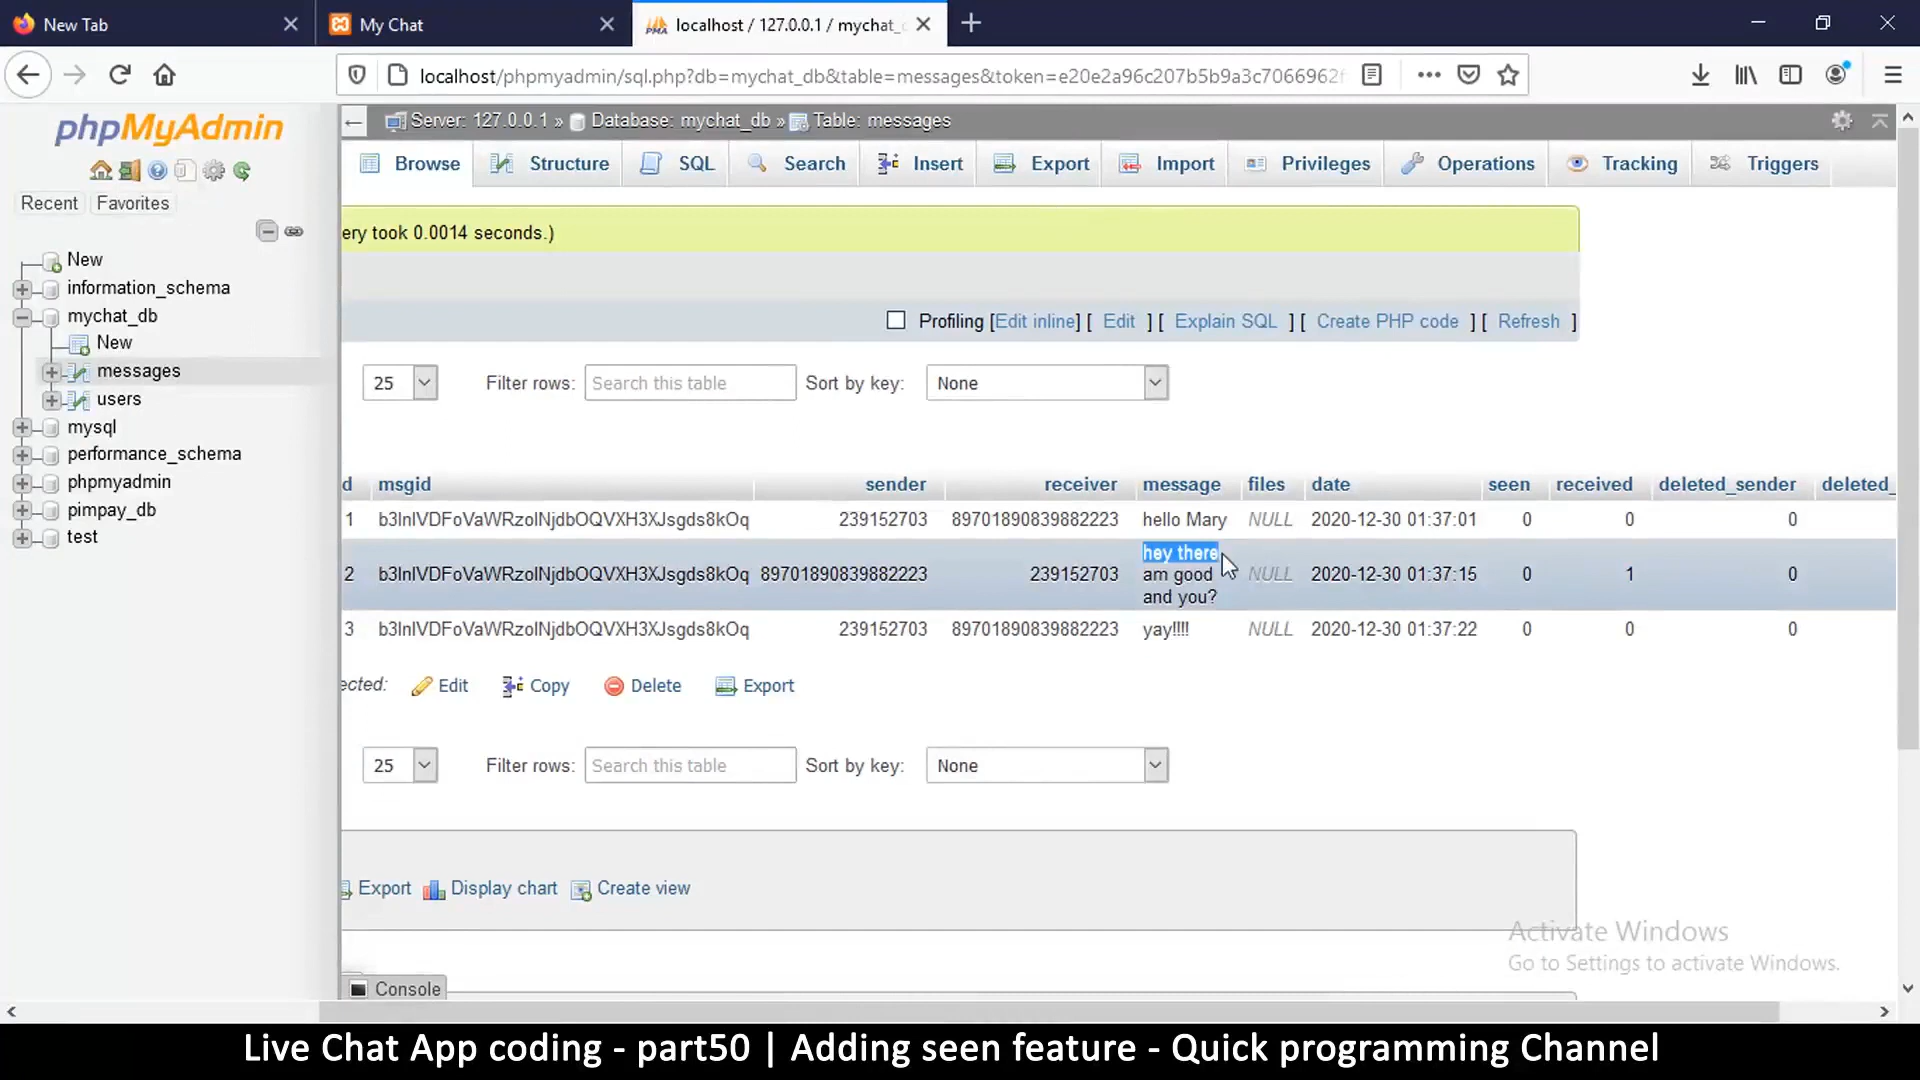 New Tab
My Chat
localhost / 127.0.0.1 / mychat_
localhost/phpmyadmin/sql.php?db=mychat_db&table=messages&token=e20e2a96c207b5b9a3c7066962f
phpMyAdmin
Recent
Favorites
New
information_schema
mychat_db
New
messages
users
mysql
performance_schema
phpmyadmin
pimpay_db
test
Server: 127.0.0.1 » Database: mychat_db » Table: messages
Browse Structure SQL Search Insert Export Import Privileges Operations Tracking Triggers
ery took 0.0014 seconds.)
Profiling [Edit inline] [ Edit ] [ Explain SQL ] [ Create PHP code ] [ Refresh ]
25 Filter rows: Search this table Sort by key: None
d msgid sender receiver message files date seen received deleted_sender deleted_
1 b3lnlVDFoVaWRzolNjdbOQVXH3XJsgds8kOq 239152703 89701890839882223 hello Mary NULL 2020-12-30 01:37:01 0 0 0
2 b3lnlVDFoVaWRzolNjdbOQVXH3XJsgds8kOq 89701890839882223 239152703 hey there NULL 2020-12-30 01:37:15 0 1 0
am good
and you?
3 b3lnlVDFoVaWRzolNjdbOQVXH3XJsgds8kOq 239152703 89701890839882223 yay!!!! NULL 2020-12-30 01:37:22 0 0 0
ected: Edit Copy Delete Export
25 Filter rows: Search this table Sort by key: None
Export Display chart Create view
Console
Activate Windows
Go to Settings to activate Windows.
Live Chat App coding - part50 | Adding seen feature - Quick programming Channel